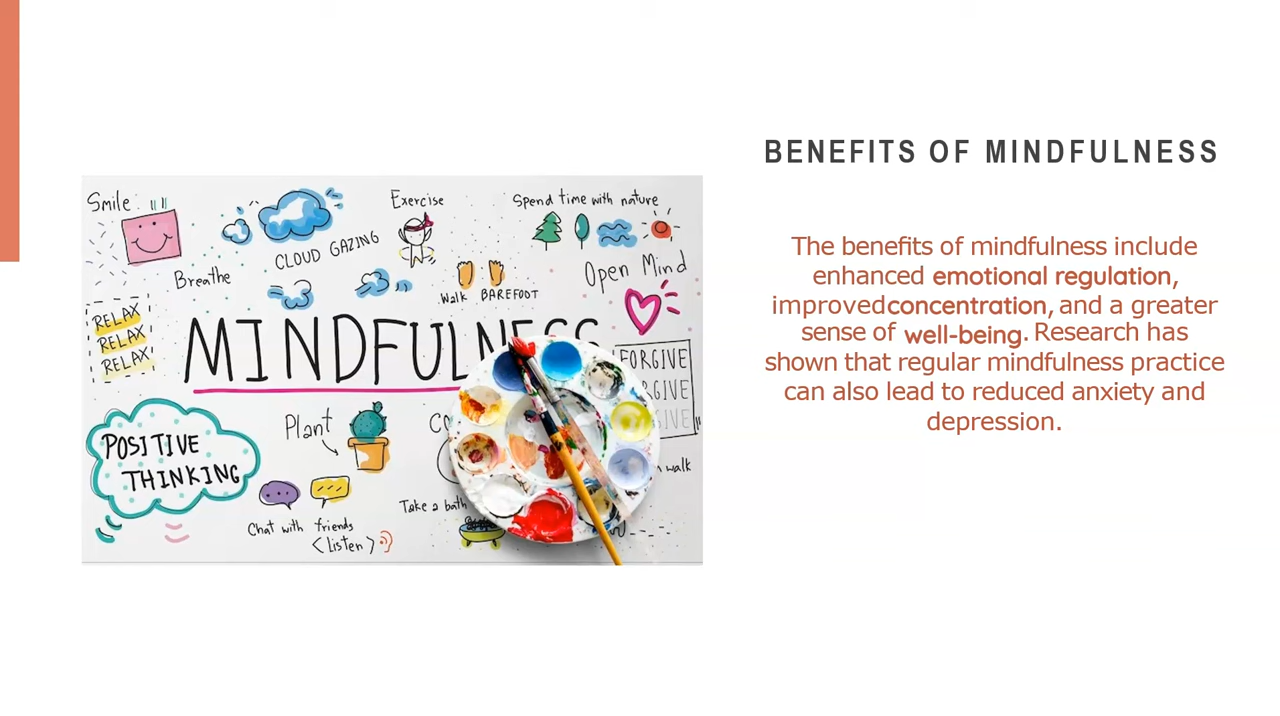 BENEFITS OF MINDFULNESS
The benefits of mindfulness include
enhanced emotional regulation,
improvedconcentration, and a greater
sense of well-being. Research has
shown that regular mindfulness practice
can also lead to reduced anxiety and
depression.
Smile
Exercise
Spend time with nature
CLOUD GAZING
Breathe
Open Mind
Walk BAREFOOT
RELAX
RELAX
RELAX
MINDFULNESS
FORGIVE
Plant
POSITIVE
THINKING
walk
Take a bath
Chat with friends
<listen>